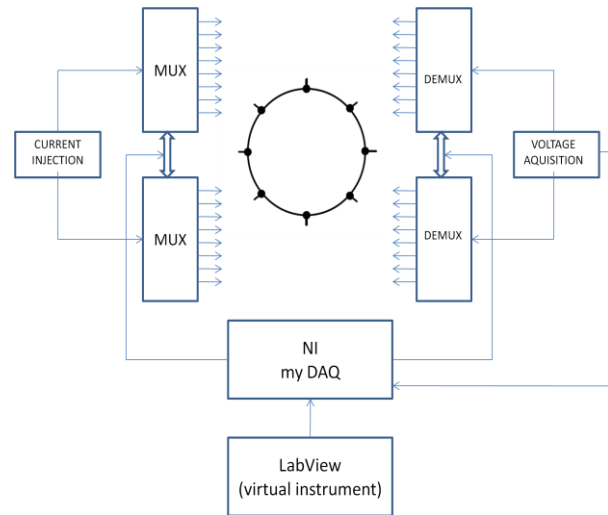 MUX
DEMUX
CURRENT
INJECTION
VOLTAGE
AQUISITION
MUX
DEMUX
NI
my DAQ
LabView
(virtual instrument)